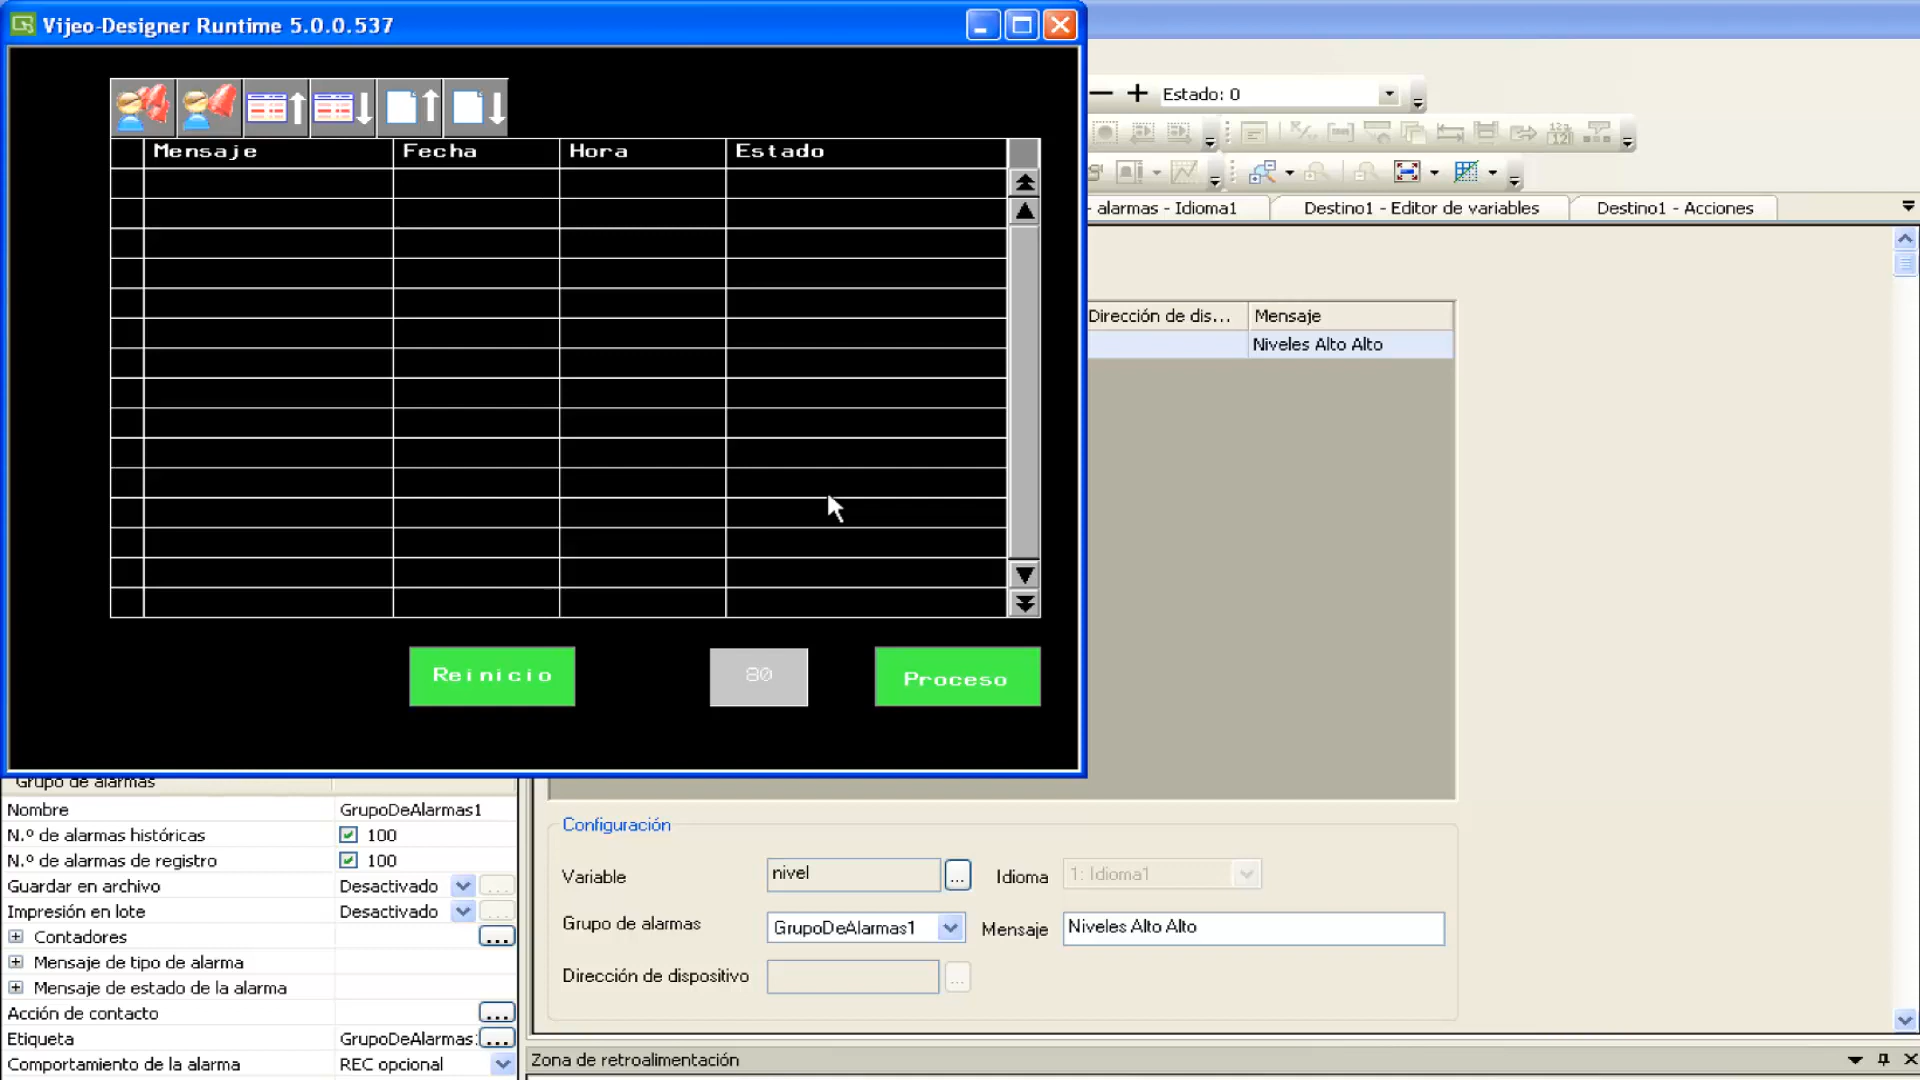 Vijeo-Designer Runtime 5.0.0.537
Estado: 0
alarmas - Idioma1
Destino1 - Editor de variables
Destino1 - Acciones
Mensaje Fecha Hora Estado
Dirección de dis... Mensaje
Niveles Alto Alto
Reinicio
80
Proceso
Grupo de alarmas
Nombre GrupoDeAlarmas1
N.º de alarmas históricas 100
N.º de alarmas de registro 100
Guardar en archivo Desactivado ...
Impresión en lote Desactivado ...
Contadores ...
Mensaje de tipo de alarma
Mensaje de estado de la alarma
Acción de contacto ...
Etiqueta GrupoDeAlarmas: ...
Comportamiento de la alarma REC opcional
Configuración
Variable nivel ... Idioma 1: Idioma1
Grupo de alarmas GrupoDeAlarmas1 Mensaje Niveles Alto Alto
Dirección de dispositivo ...
Zona de retroalimentación